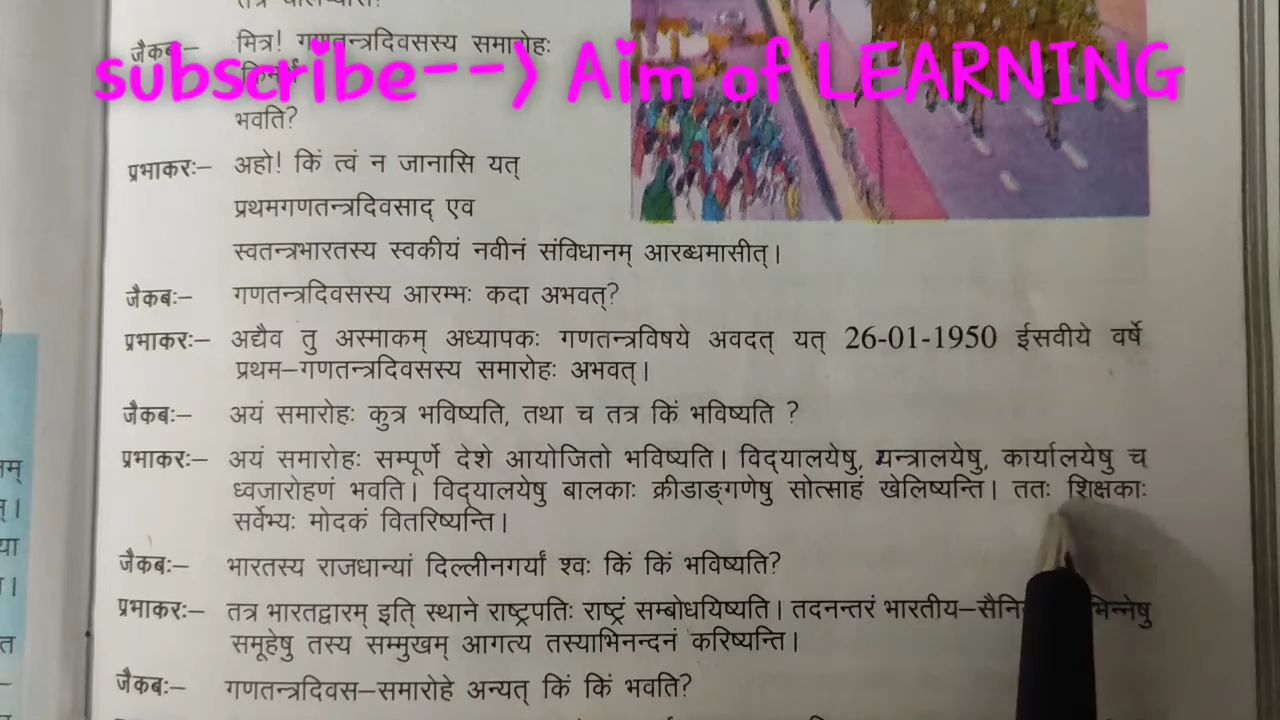 जैकबः– मित्र! गणतन्त्रदिवसस्य समारोहः
subscribe--> Aim of LEARNING
भवति?
प्रभाकरः– अहो! किं त्वं न जानासि यत्
प्रथमगणतन्त्रदिवसाद् एव
स्वतन्त्रभारतस्य स्वकीयं नवीनं संविधानम् आरब्धमासीत्।
जैकबः– गणतन्त्रदिवसस्य आरम्भः कदा अभवत्?
प्रभाकरः– अद्यैव तु अस्माकम् अध्यापकः गणतन्त्रविषये अवदत् यत् 26-01-1950 ईसवीये वर्षे
प्रथम–गणतन्त्रदिवसस्य समारोहः अभवत्।
जैकबः– अयं समारोहः कुत्र भविष्यति, तथा च तत्र किं भविष्यति ?
प्रभाकरः– अयं समारोहः सम्पूर्णे देशे आयोजितो भविष्यति। विद्यालयेषु, यन्त्रालयेषु, कार्यालयेषु च
ध्वजारोहणं भवति। विद्यालयेषु बालकाः क्रीडाङ्गणेषु सोत्साहं खेलिष्यन्ति। ततः शिक्षकाः
सर्वेभ्यः मोदकं वितरिष्यन्ति।
जैकबः– भारतस्य राजधान्यां दिल्लीनगर्यां श्वः किं किं भविष्यति?
प्रभाकरः– तत्र भारतद्वारम् इति स्थाने राष्ट्रपतिः राष्ट्रं सम्बोधयिष्यति। तदनन्तरं भारतीय–
समूहेषु तस्य सम्मुखम् आगत्य तस्याभिनन्दनं करिष्यन्ति।
जैकबः– गणतन्त्रदिवस–समारोहे अन्यत् किं किं भवति?